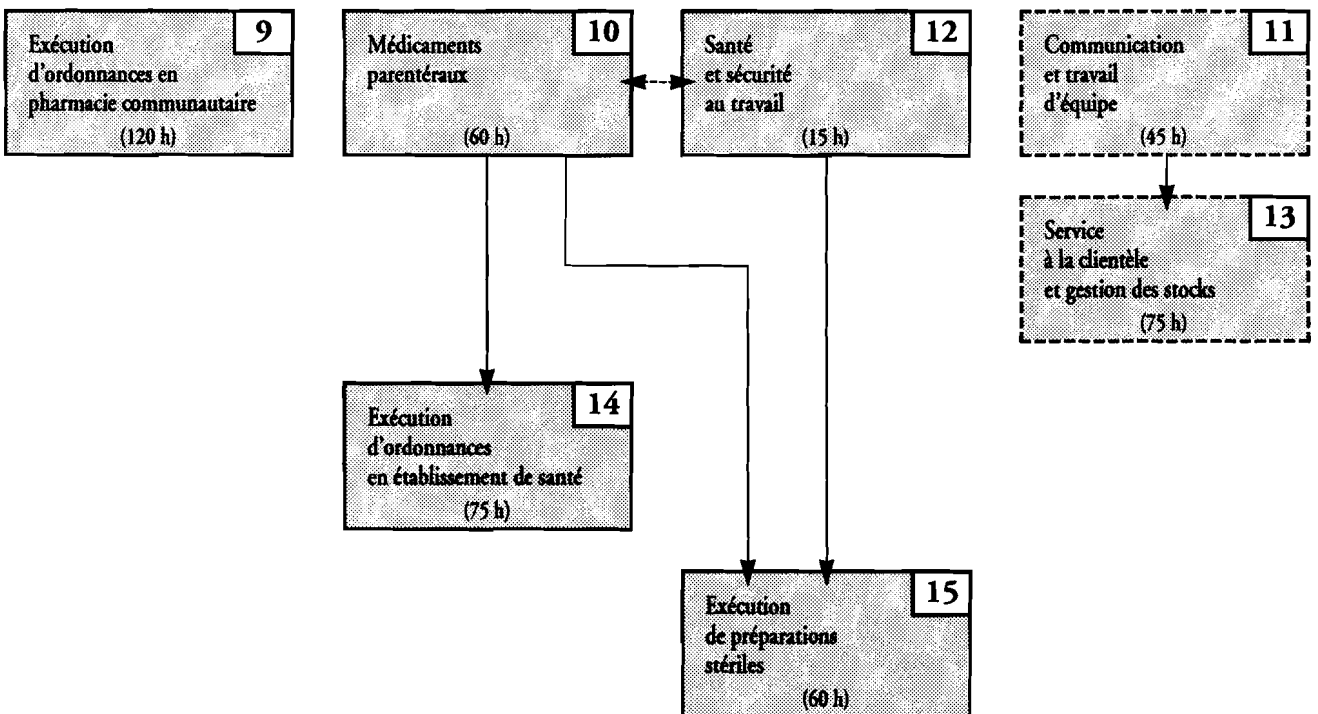 9
Exécution
d'ordonnances en
pharmacie communautaire
(120 h)
10
Médicaments
parentéraux
(60 h)
12
Santé
et sécurité
au travail
(15 h)
11
Communication
et travail
d'équipe
(45 h)
13
Service
à la clientèle
et gestion des stocks
(75 h)
14
Exécution
d'ordonnances
en établissement de santé
(75 h)
15
Exécution
de préparations
stériles
(60 h)